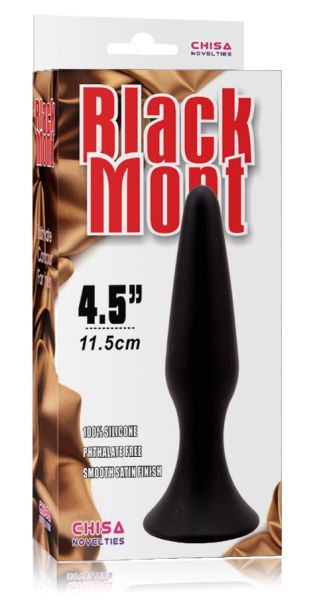 CHISA
NOVELTIES
Black
Mont
4.5”
11.5cm
100% SILICONE
PHTHALATE FREE
SMOOTH SATIN FINISH
CHISA
NOVELTIES